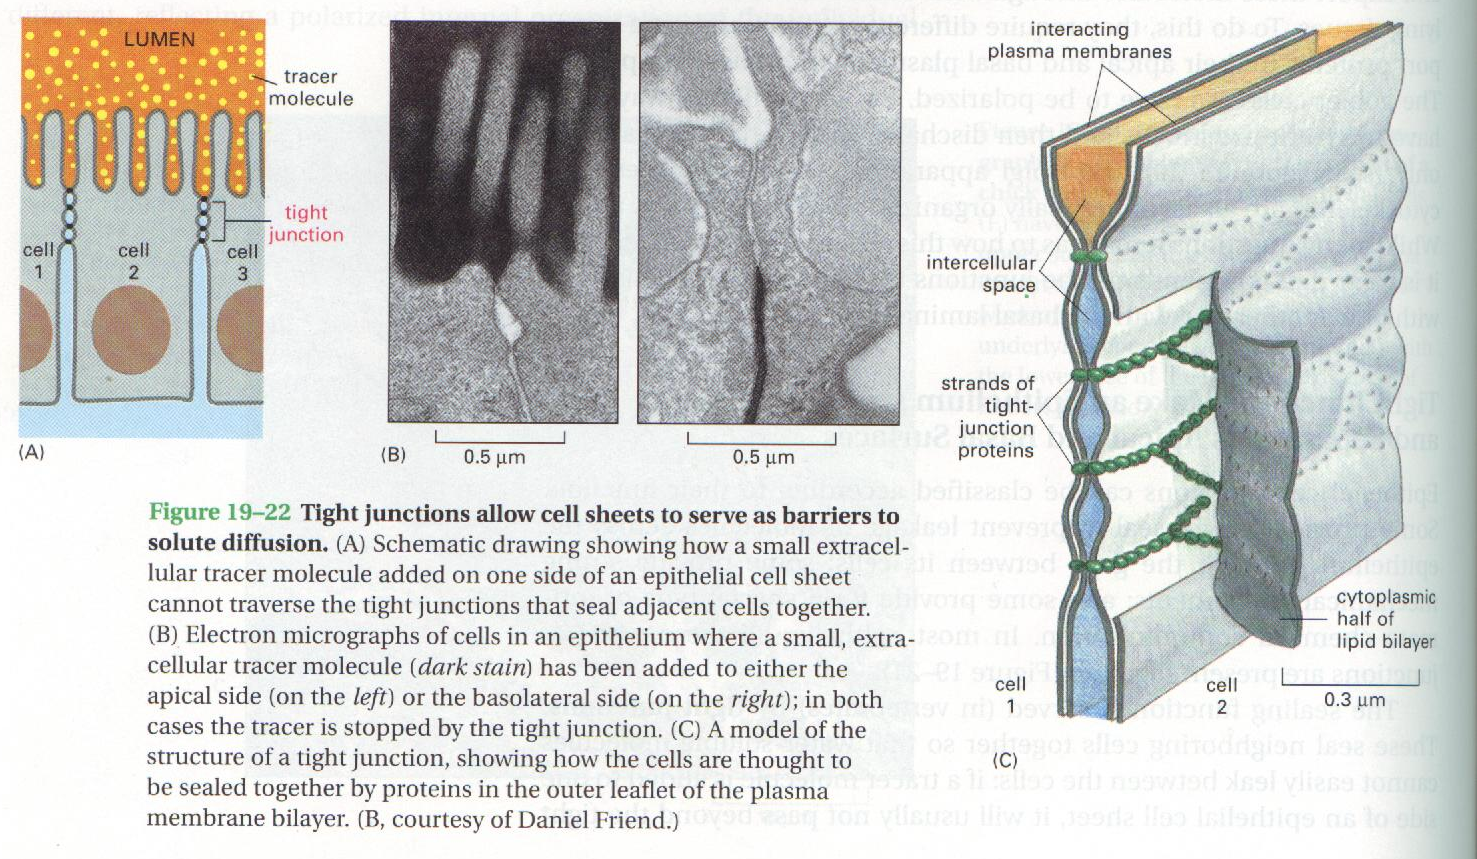 LUMEN
tracer
molecule
tight
junction
cell
1
cell
2
cell
3
(A)
(B)
0.5 µm
0.5 µm
interacting
plasma membranes
intercellular
space
strands of
tight-
junction
proteins
cytoplasmic
half of
lipid bilayer
cell
1
cell
2
0.3 µm
(C)
Figure 19–22 Tight junctions allow cell sheets to serve as barriers to
solute diffusion. (A) Schematic drawing showing how a small extracel-
lular tracer molecule added on one side of an epithelial cell sheet
cannot traverse the tight junctions that seal adjacent cells together.
(B) Electron micrographs of cells in an epithelium where a small, extra-
cellular tracer molecule (dark stain) has been added to either the
apical side (on the left) or the basolateral side (on the right); in both
cases the tracer is stopped by the tight junction. (C) A model of the
structure of a tight junction, showing how the cells are thought to
be sealed together by proteins in the outer leaflet of the plasma
membrane bilayer. (B, courtesy of Daniel Friend.)